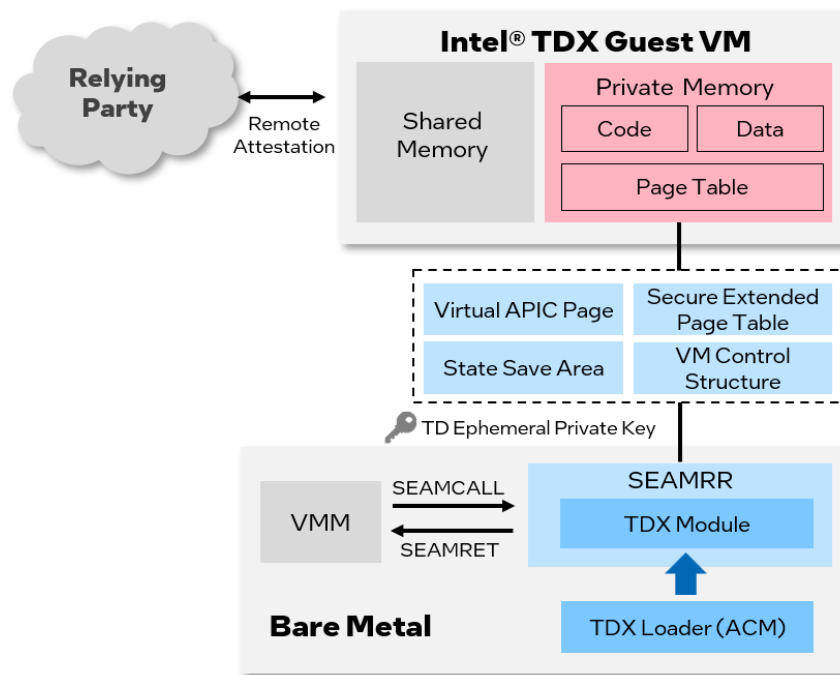 Intel® TDX Guest VM
Relying
Party
Remote
Attestation
Shared
Memory
Private Memory
Code
Data
Page Table
Virtual APIC Page
Secure Extended
Page Table
State Save Area
VM Control
Structure
TD Ephemeral Private Key
SEAMRR
VMM
SEAMCALL
SEAMRET
TDX Module
Bare Metal
TDX Loader (ACM)